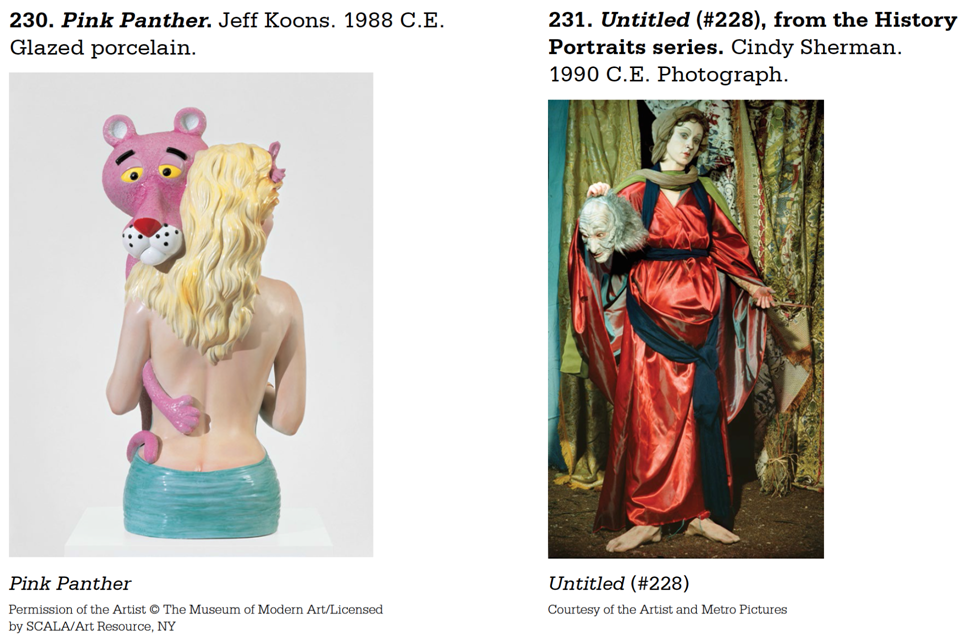 230. Pink Panther. Jeff Koons. 1988 C.E.
Glazed porcelain.
Pink Panther
Permission of the Artist © The Museum of Modern Art/Licensed
by SCALA/Art Resource, NY
231. Untitled (#228), from the History
Portraits series. Cindy Sherman.
1990 C.E. Photograph.
Untitled (#228)
Courtesy of the Artist and Metro Pictures